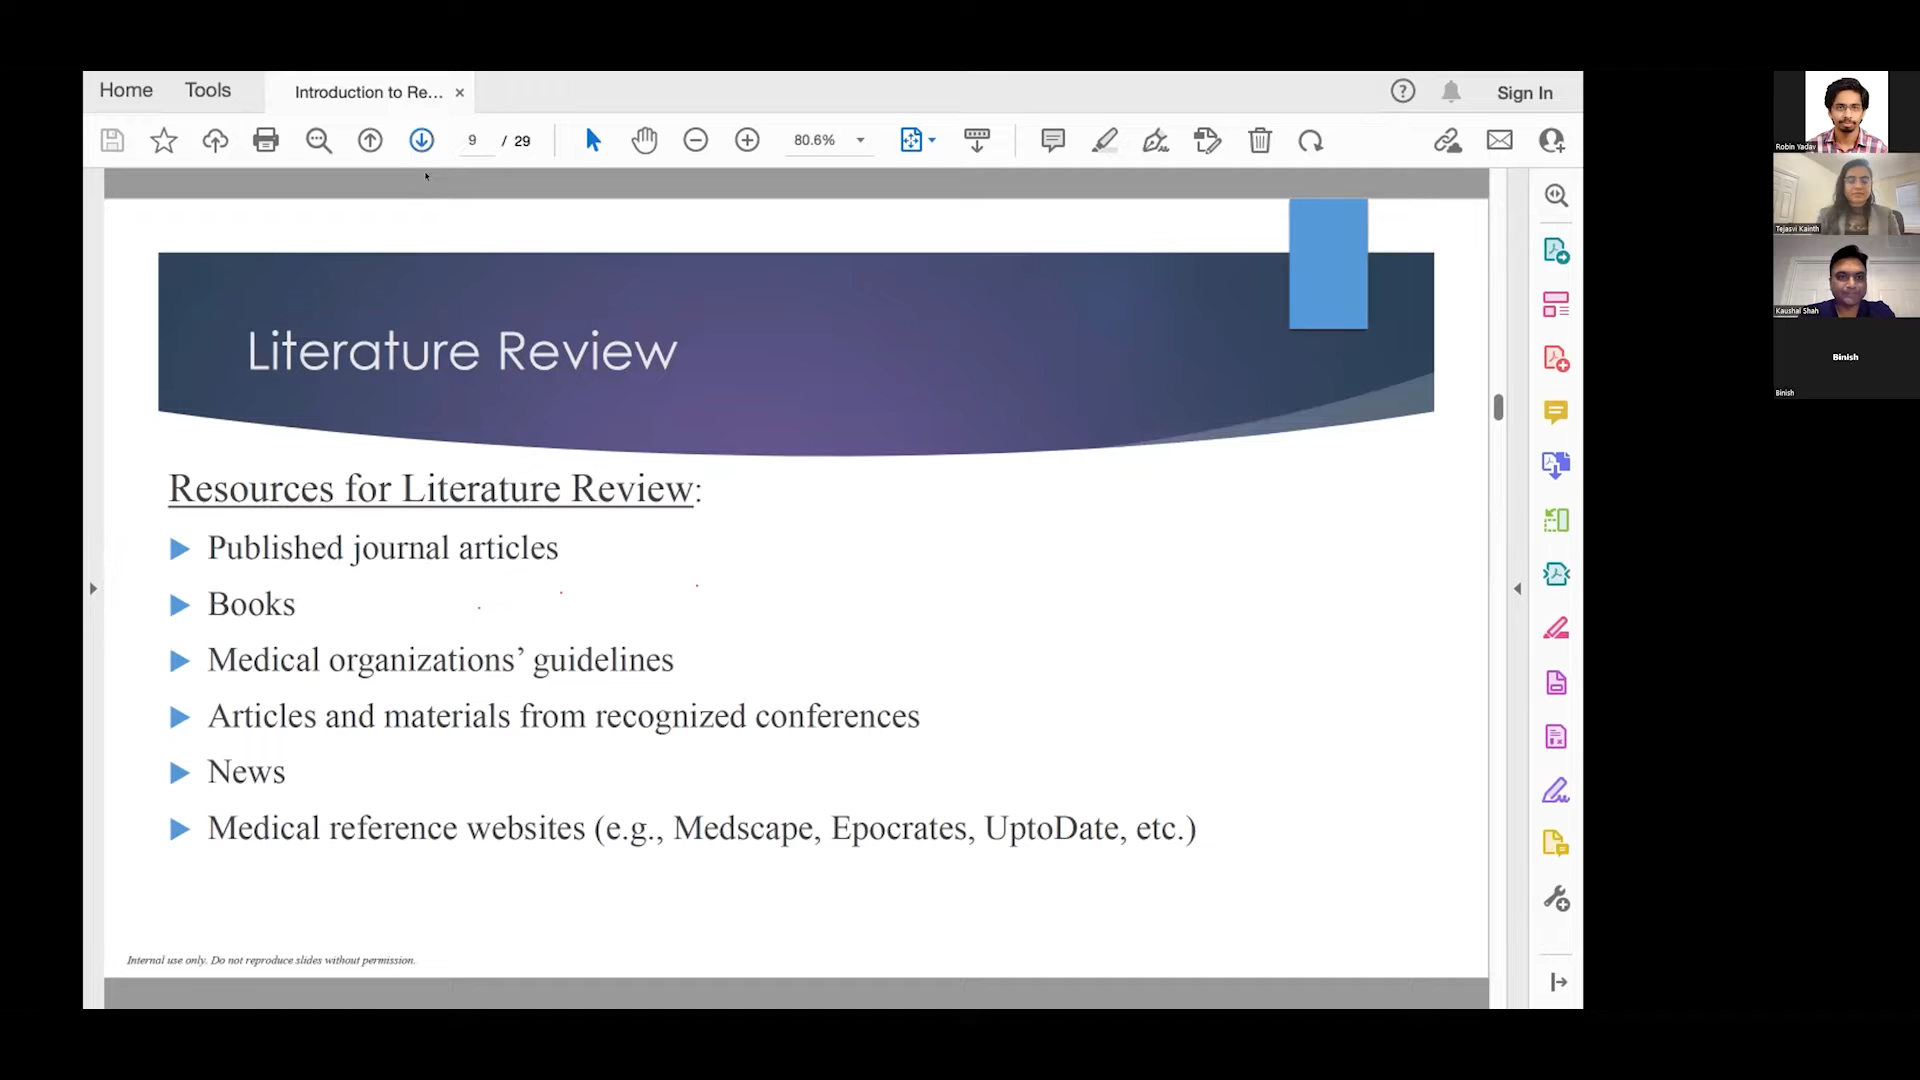 Home Tools Introduction to Re... × Sign In
9 / 29 80.6%
Literature Review
Resources for Literature Review:
Published journal articles
Books
Medical organizations’ guidelines
Articles and materials from recognized conferences
News
Medical reference websites (e.g., Medscape, Epocrates, UptoDate, etc.)
Internal use only. Do not reproduce slides without permission.
Robin Yadav
Tejasvi Kainth
Kaushal Shah
Binish
Binish